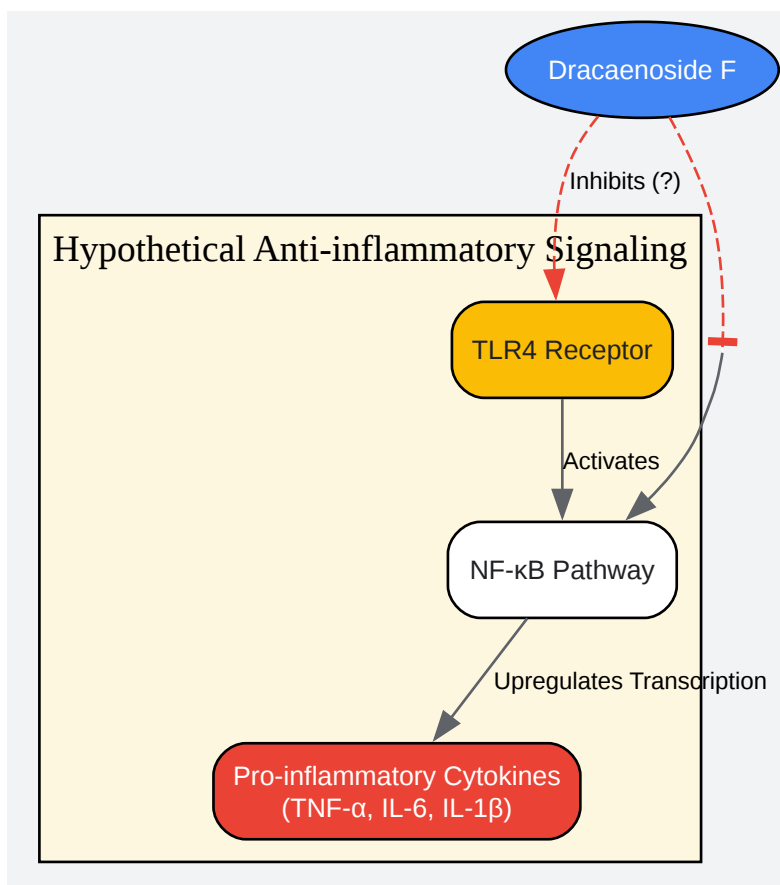 Dracaenoside F
Inhibits (?)
Hypothetical Anti-inflammatory Signaling
TLR4 Receptor
Activates
NF-κB Pathway
Upregulates Transcription
Pro-inflammatory Cytokines
(TNF-α, IL-6, IL-1β)